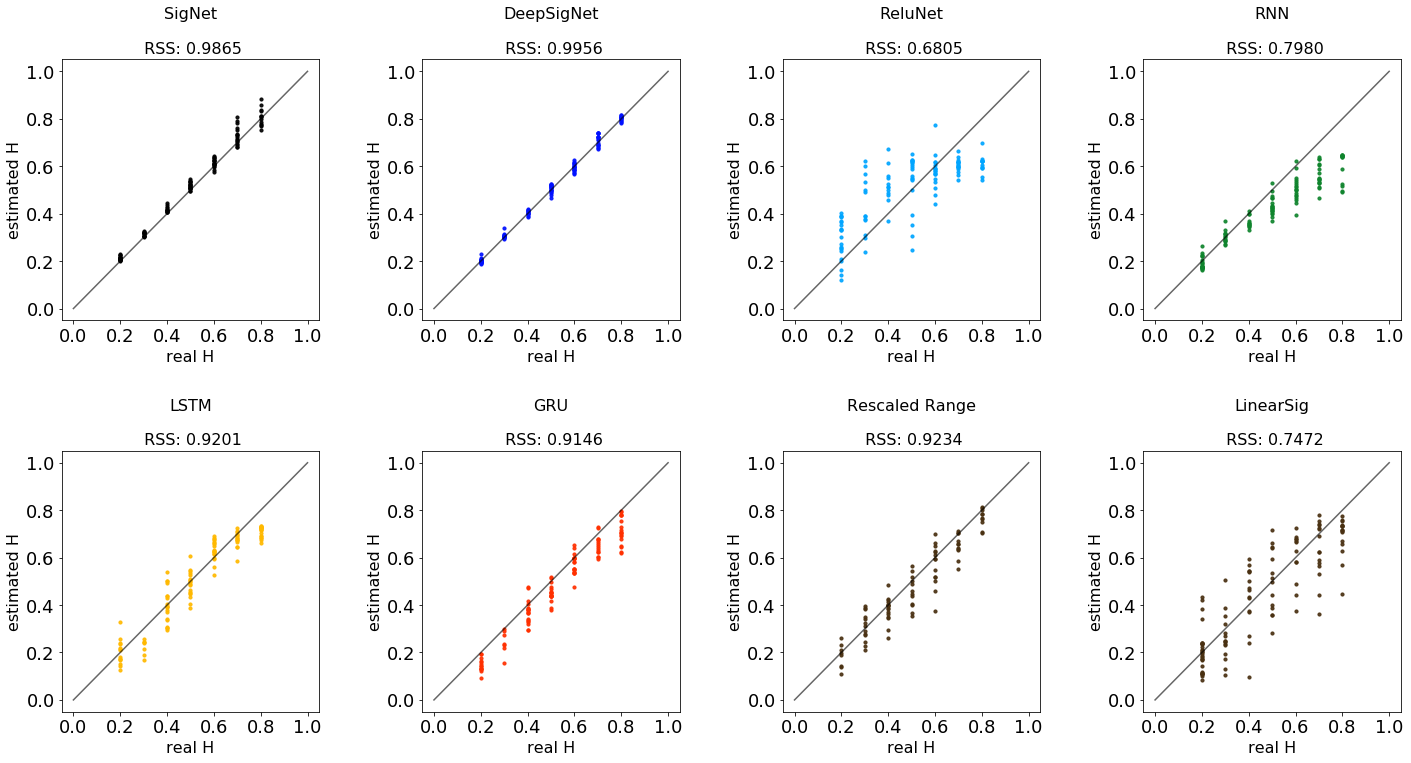 SigNet
RSS: 0.9865
1.0
0.8
0.6
0.4
0.2
0.0
estimated H
0.0 0.2 0.4 0.6 0.8 1.0
real H
DeepSigNet
RSS: 0.9956
1.0
0.8
0.6
0.4
0.2
0.0
estimated H
0.0 0.2 0.4 0.6 0.8 1.0
real H
ReluNet
RSS: 0.6805
1.0
0.8
0.6
0.4
0.2
0.0
estimated H
0.0 0.2 0.4 0.6 0.8 1.0
real H
RNN
RSS: 0.7980
1.0
0.8
0.6
0.4
0.2
0.0
estimated H
0.0 0.2 0.4 0.6 0.8 1.0
real H
LSTM
RSS: 0.9201
1.0
0.8
0.6
0.4
0.2
0.0
estimated H
0.0 0.2 0.4 0.6 0.8 1.0
real H
GRU
RSS: 0.9146
1.0
0.8
0.6
0.4
0.2
0.0
estimated H
0.0 0.2 0.4 0.6 0.8 1.0
real H
Rescaled Range
RSS: 0.9234
1.0
0.8
0.6
0.4
0.2
0.0
estimated H
0.0 0.2 0.4 0.6 0.8 1.0
real H
LinearSig
RSS: 0.7472
1.0
0.8
0.6
0.4
0.2
0.0
estimated H
0.0 0.2 0.4 0.6 0.8 1.0
real H